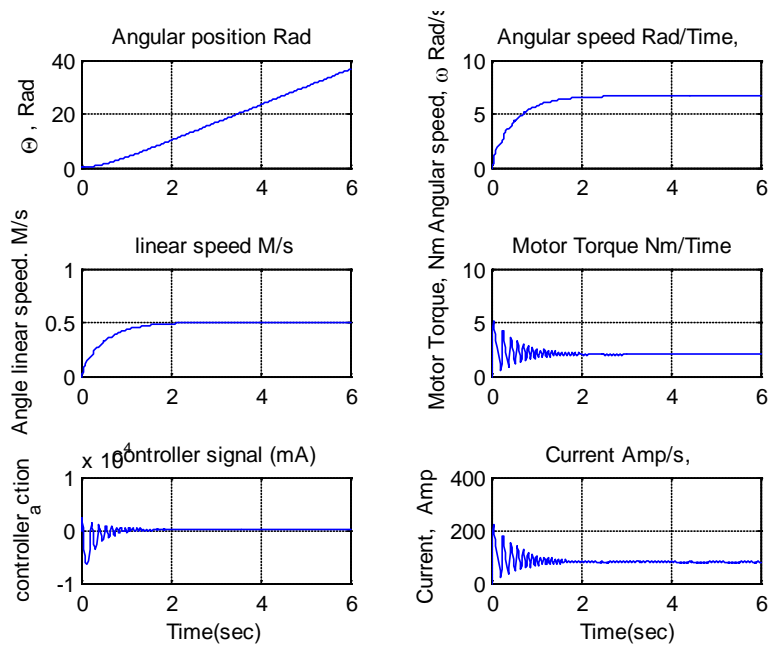 Angular position Rad
Θ , Rad
40
20
0
0 2 4 6
Angular speed Rad/Time,
Angular speed, ω Rad/s
10
5
0
0 2 4 6
linear speed M/s
Angle linear speed. M/s
1
0.5
0
0 2 4 6
Motor Torque Nm/Time
Motor Torque, Nm
10
5
0
0 2 4 6
controller signal (mA)
x 10^4
controller_action
1
0
-1
0 2 4 6
Time(sec)
Current Amp/s,
Current, Amp
400
200
0
0 2 4 6
Time(sec)